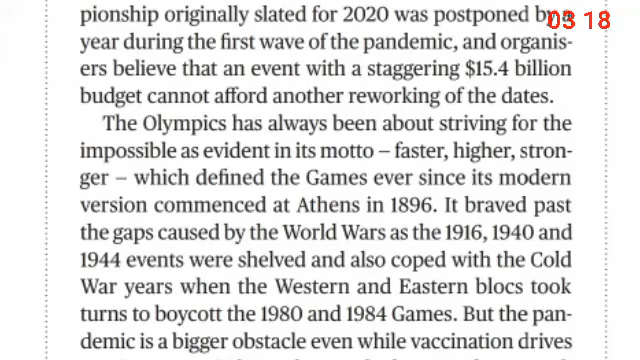 pionship originally slated for 2020 was postponed by a
03 18
year during the first wave of the pandemic, and organis-
ers believe that an event with a staggering $15.4 billion
budget cannot afford another reworking of the dates.
The Olympics has always been about striving for the
impossible as evident in its motto – faster, higher, stron-
ger – which defined the Games ever since its modern
version commenced at Athens in 1896. It braved past
the gaps caused by the World Wars as the 1916, 1940 and
1944 events were shelved and also coped with the Cold
War years when the Western and Eastern blocs took
turns to boycott the 1980 and 1984 Games. But the pan-
demic is a bigger obstacle even while vaccination drives